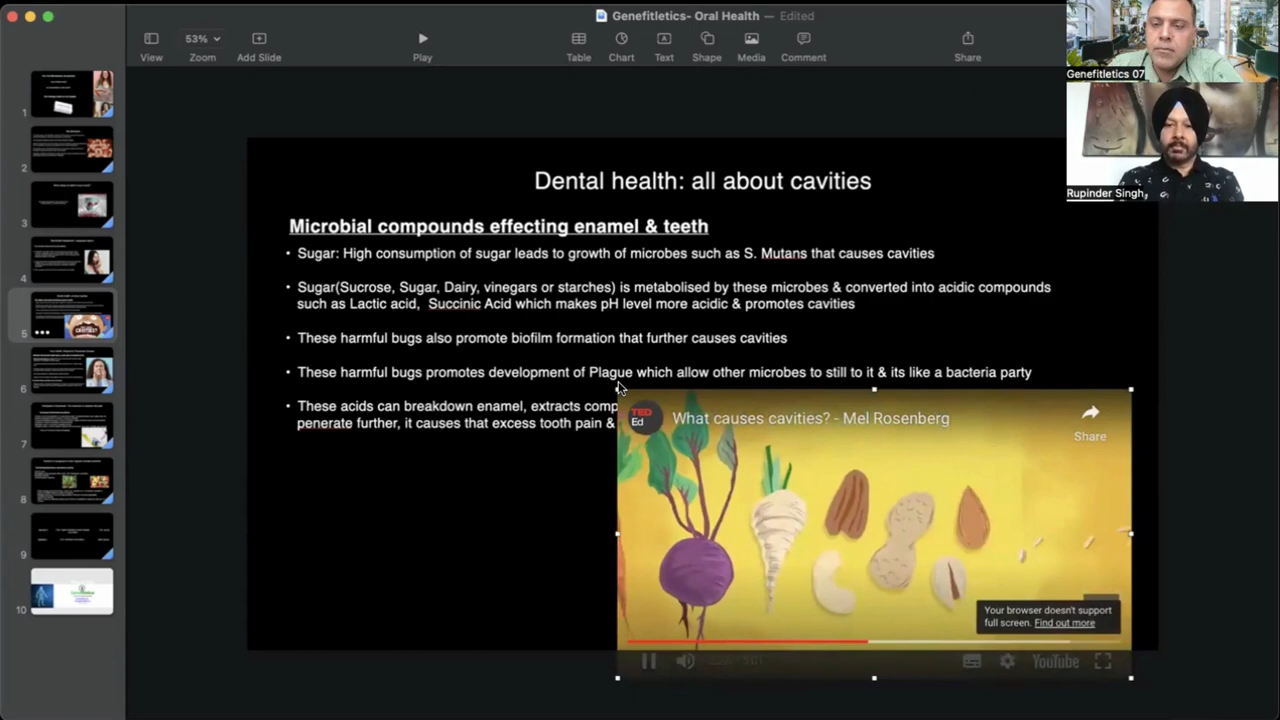 Genefitletics- Oral Health — Edited
53%
View
Zoom
Add Slide
Play
Table
Chart
Text
Shape
Media
Comment
Share
Genefitletics 07
Rupinder Singh
1
2
3
4
5
6
7
8
9
10
Dental health: all about cavities
Microbial compounds effecting enamel & teeth
• Sugar: High consumption of sugar leads to growth of microbes such as S. Mutans that causes cavities
• Sugar(Sucrose, Sugar, Dairy, vinegars or starches) is metabolised by these microbes & converted into acidic compounds
such as Lactic acid, Succinic Acid which makes pH level more acidic & promotes cavities
• These harmful bugs also promote biofilm formation that further causes cavities
• These harmful bugs promotes development of Plague which allow other microbes to still to it & its like a bacteria party
• These acids can breakdown enamel, extracts comp
penerate further, it causes that excess tooth pain &
TED
Ed
What causes cavities? - Mel Rosenberg
Share
Your browser doesn't support
full screen. Find out more
YouTube